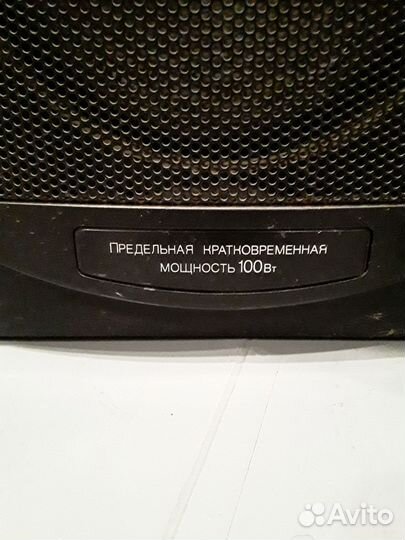 ПРЕДЕЛЬНАЯ КРАТКОВРЕМЕННАЯ
МОЩНОСТЬ 100Вт
Avito